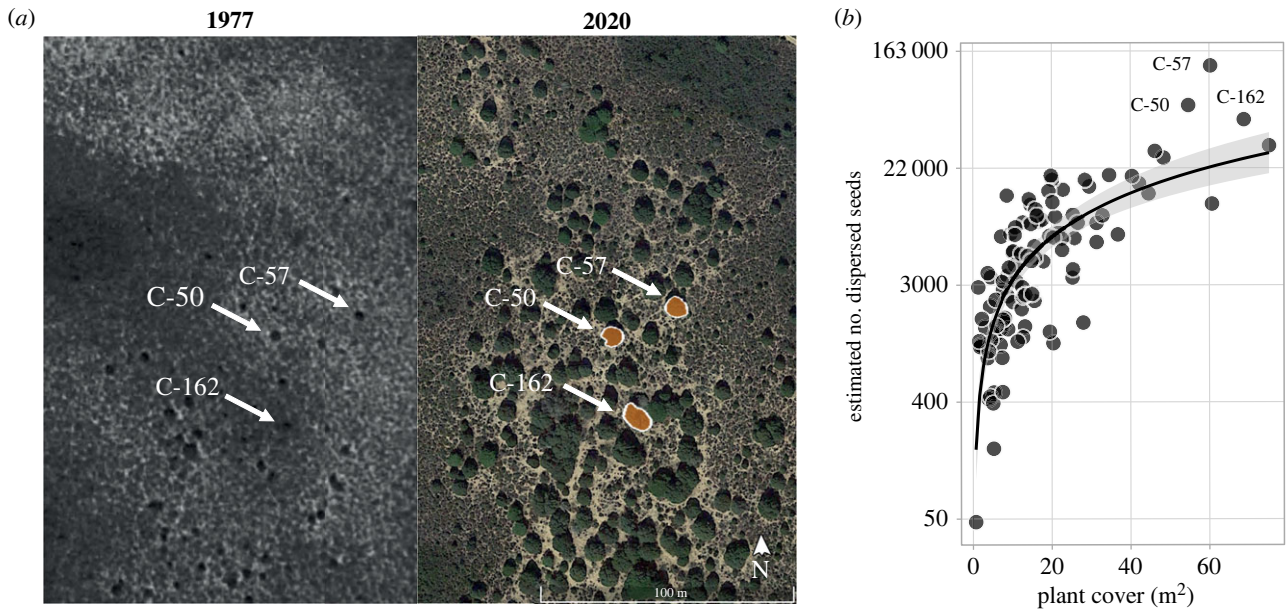 (a)
1977
2020
C-57
C-50
C-162
C-57
C-50
C-162
N
100 m
(b)
estimated no. dispersed seeds
163 000
22 000
3000
400
50
C-57
C-50
C-162
0
20
40
60
plant cover (m²)